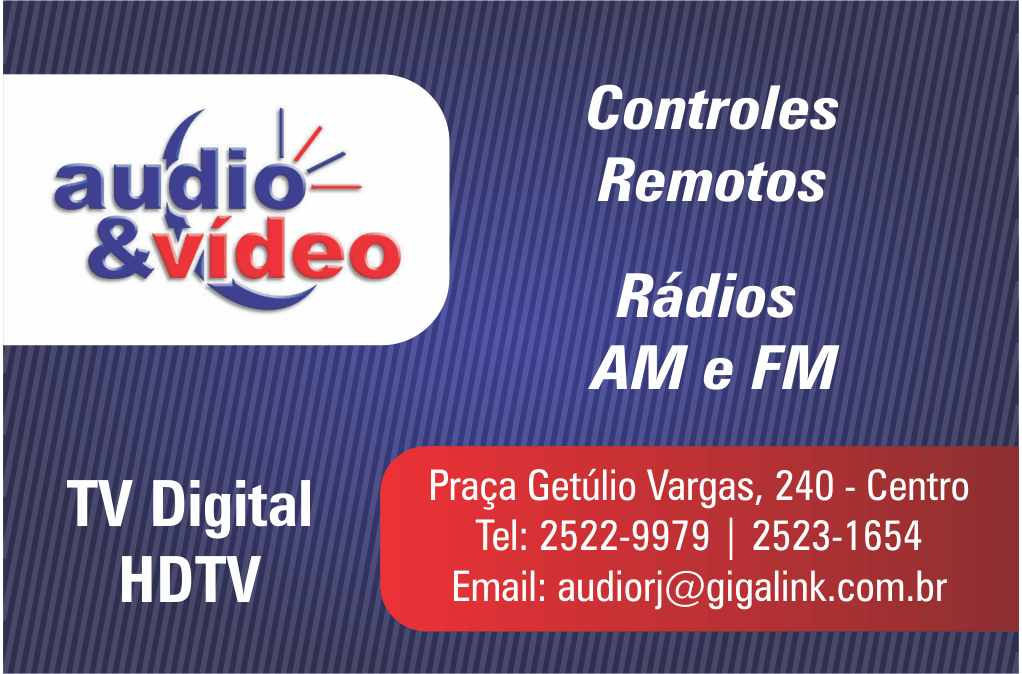 audio
&vídeo
Controles
Remotos
Rádios
AM e FM
TV Digital
HDTV
Praça Getúlio Vargas, 240 - Centro
Tel: 2522-9979 | 2523-1654
Email: audiorj@gigalink.com.br